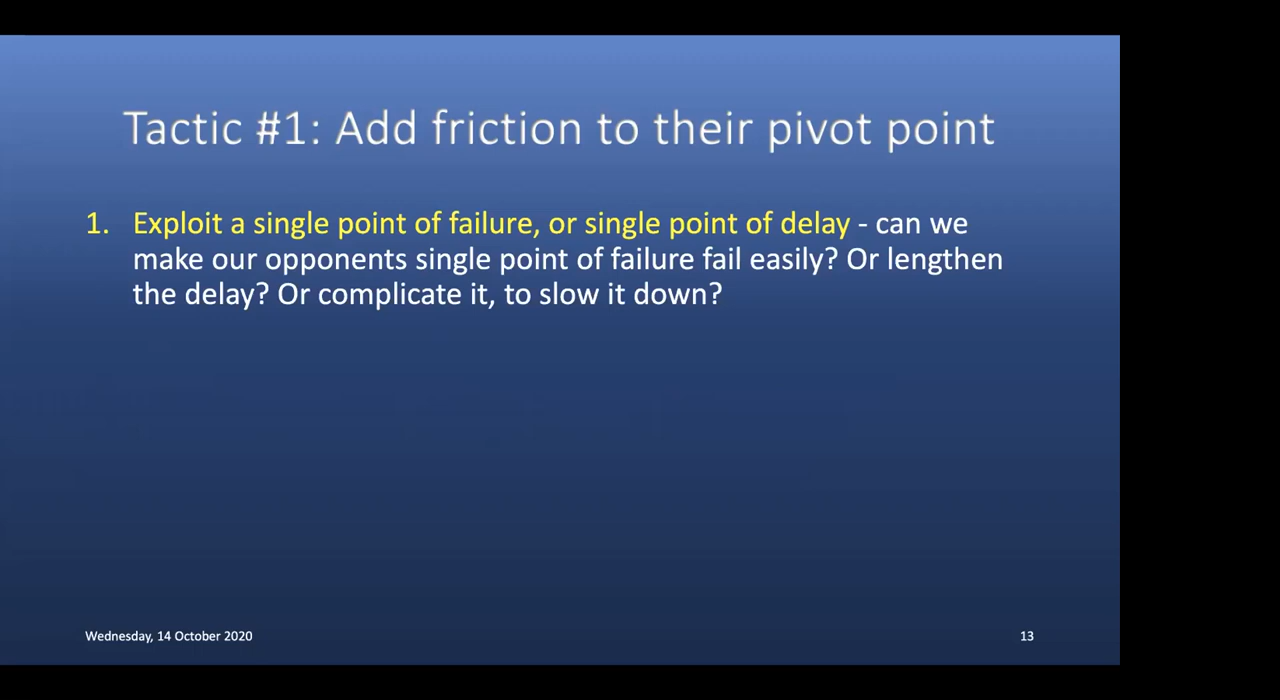 Tactic #1: Add friction to their pivot point
1. Exploit a single point of failure, or single point of delay - can we
make our opponents single point of failure fail easily? Or lengthen
the delay? Or complicate it, to slow it down?
Wednesday, 14 October 2020
13